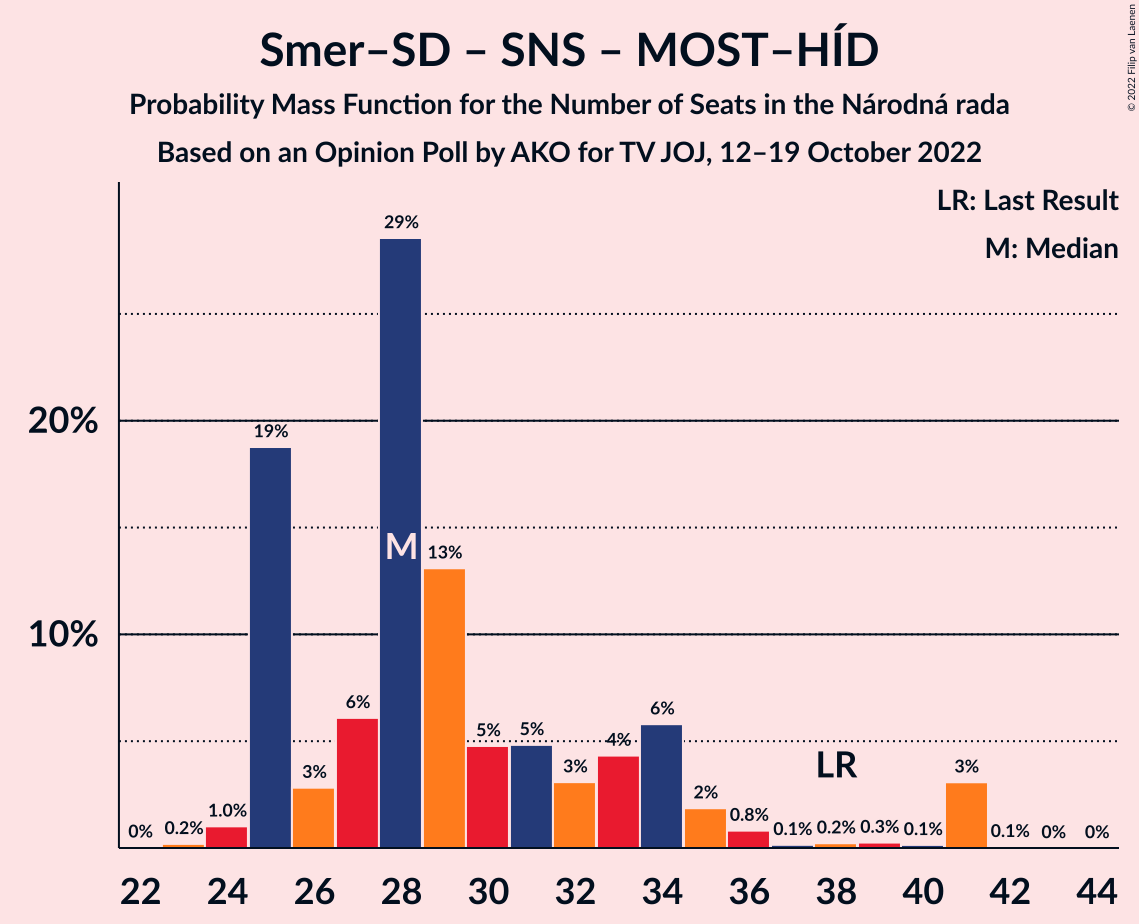 Smer–SD – SNS – MOST–HÍD
Probability Mass Function for the Number of Seats in the Národná rada
Based on an Opinion Poll by AKO for TV JOJ, 12–19 October 2022
© 2022 Filip van Laenen
LR: Last Result
M: Median
20%
10%
0%
0.2%
1.0%
19%
3%
6%
29%
M
13%
5%
5%
3%
4%
6%
2%
0.8%
0.1%
LR
0.2%
0.3%
0.1%
3%
0.1%
0%
0%
22 24 26 28 30 32 34 36 38 40 42 44